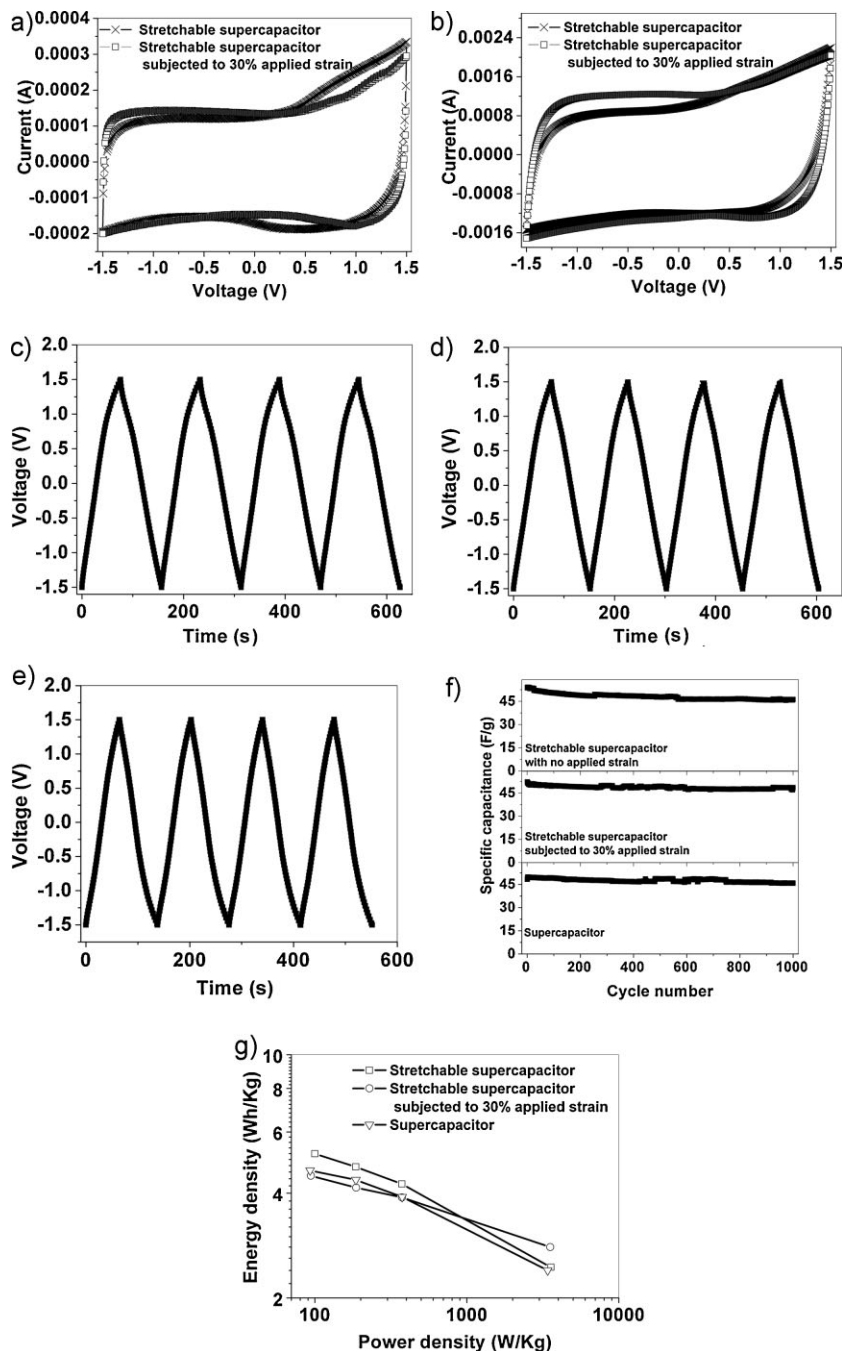 a)
0.0004
0.0003
0.0002
0.0001
0.0000
-0.0001
-0.0002
Current (A)
Stretchable supercapacitor
Stretchable supercapacitor
subjected to 30% applied strain
-1.5 -1.0 -0.5 0.0 0.5 1.0 1.5
Voltage (V)
b)
0.0024
0.0016
0.0008
0.0000
-0.0008
-0.0016
Current (A)
Stretchable supercapacitor
Stretchable supercapacitor
subjected to 30% applied strain
-1.5 -1.0 -0.5 0.0 0.5 1.0 1.5
Voltage (V)
c)
2.0
1.5
1.0
0.5
0.0
-0.5
-1.0
-1.5
Voltage (V)
0 200 400 600
Time (s)
d)
2.0
1.5
1.0
0.5
0.0
-0.5
-1.0
-1.5
Voltage (V)
0 200 400 600
Time (s)
e)
2.0
1.5
1.0
0.5
0.0
-0.5
-1.0
-1.5
Voltage (V)
0 200 400 600
Time (s)
f)
Specific capacitance (F/g)
45
30
15
0
Stretchable supercapacitor
with no applied strain
45
30
15
0
Stretchable supercapacitor
subjected to 30% applied strain
45
30
15
0
Supercapacitor
0 200 400 600 800 1000
Cycle number
g)
10
8
6
4
2
Energy density (Wh/Kg)
Stretchable supercapacitor
Stretchable supercapacitor
subjected to 30% applied strain
Supercapacitor
100 1000 10000
Power density (W/Kg)